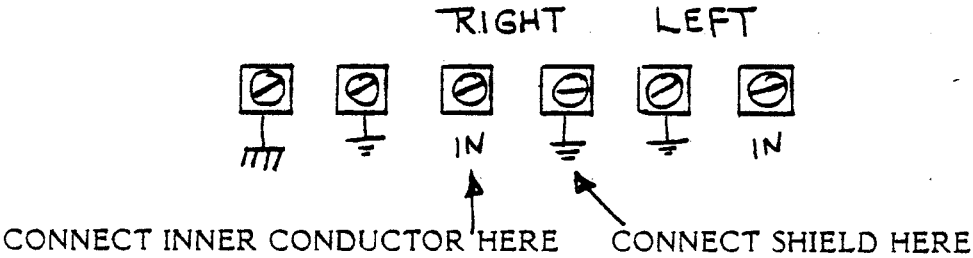 RIGHT LEFT
IN IN
CONNECT INNER CONDUCTOR HERE CONNECT SHIELD HERE